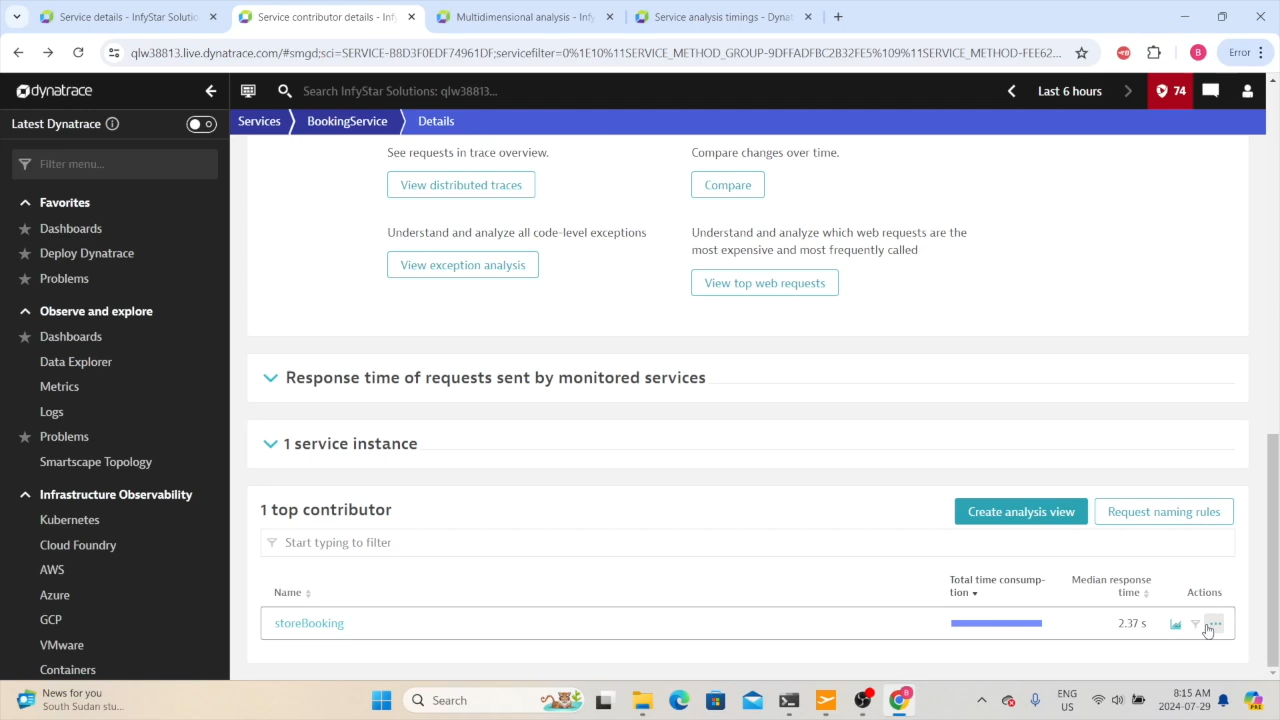 Service details - InfyStar Solutio
Service contributor details - Inf
Multidimensional analysis - Inf
Service analysis timings - Dyna
qlw38813.live.dynatrace.com/#smgd;sci=SERVICE-B8D3F0EDF74961DF;servicefilter=0%1E10%11SERVICE_METHOD_GROUP-9DFFADFBC2B32FE5%109%11SERVICE_METHOD-FEE62...
B
Error
dynatrace
Search InfyStar Solutions: qlw38813...
Last 6 hours
74
Latest Dynatrace
Services
BookingService
Details
Filter menu...
Favorites
Dashboards
Deploy Dynatrace
Problems
Observe and explore
Dashboards
Data Explorer
Metrics
Logs
Problems
Smartscape Topology
Infrastructure Observability
Kubernetes
Cloud Foundry
AWS
Azure
GCP
VMware
Containers
See requests in trace overview.
View distributed traces
Compare changes over time.
Compare
Understand and analyze all code-level exceptions
View exception analysis
Understand and analyze which web requests are the
most expensive and most frequently called
View top web requests
Response time of requests sent by monitored services
1 service instance
1 top contributor
Create analysis view
Request naming rules
Start typing to filter
Name
Total time consump-
tion
Median response
time
Actions
storeBooking
2.37 s
News for you
South Sudan stu...
Search
B
ENG
US
8:15 AM
2024-07-29
PRE